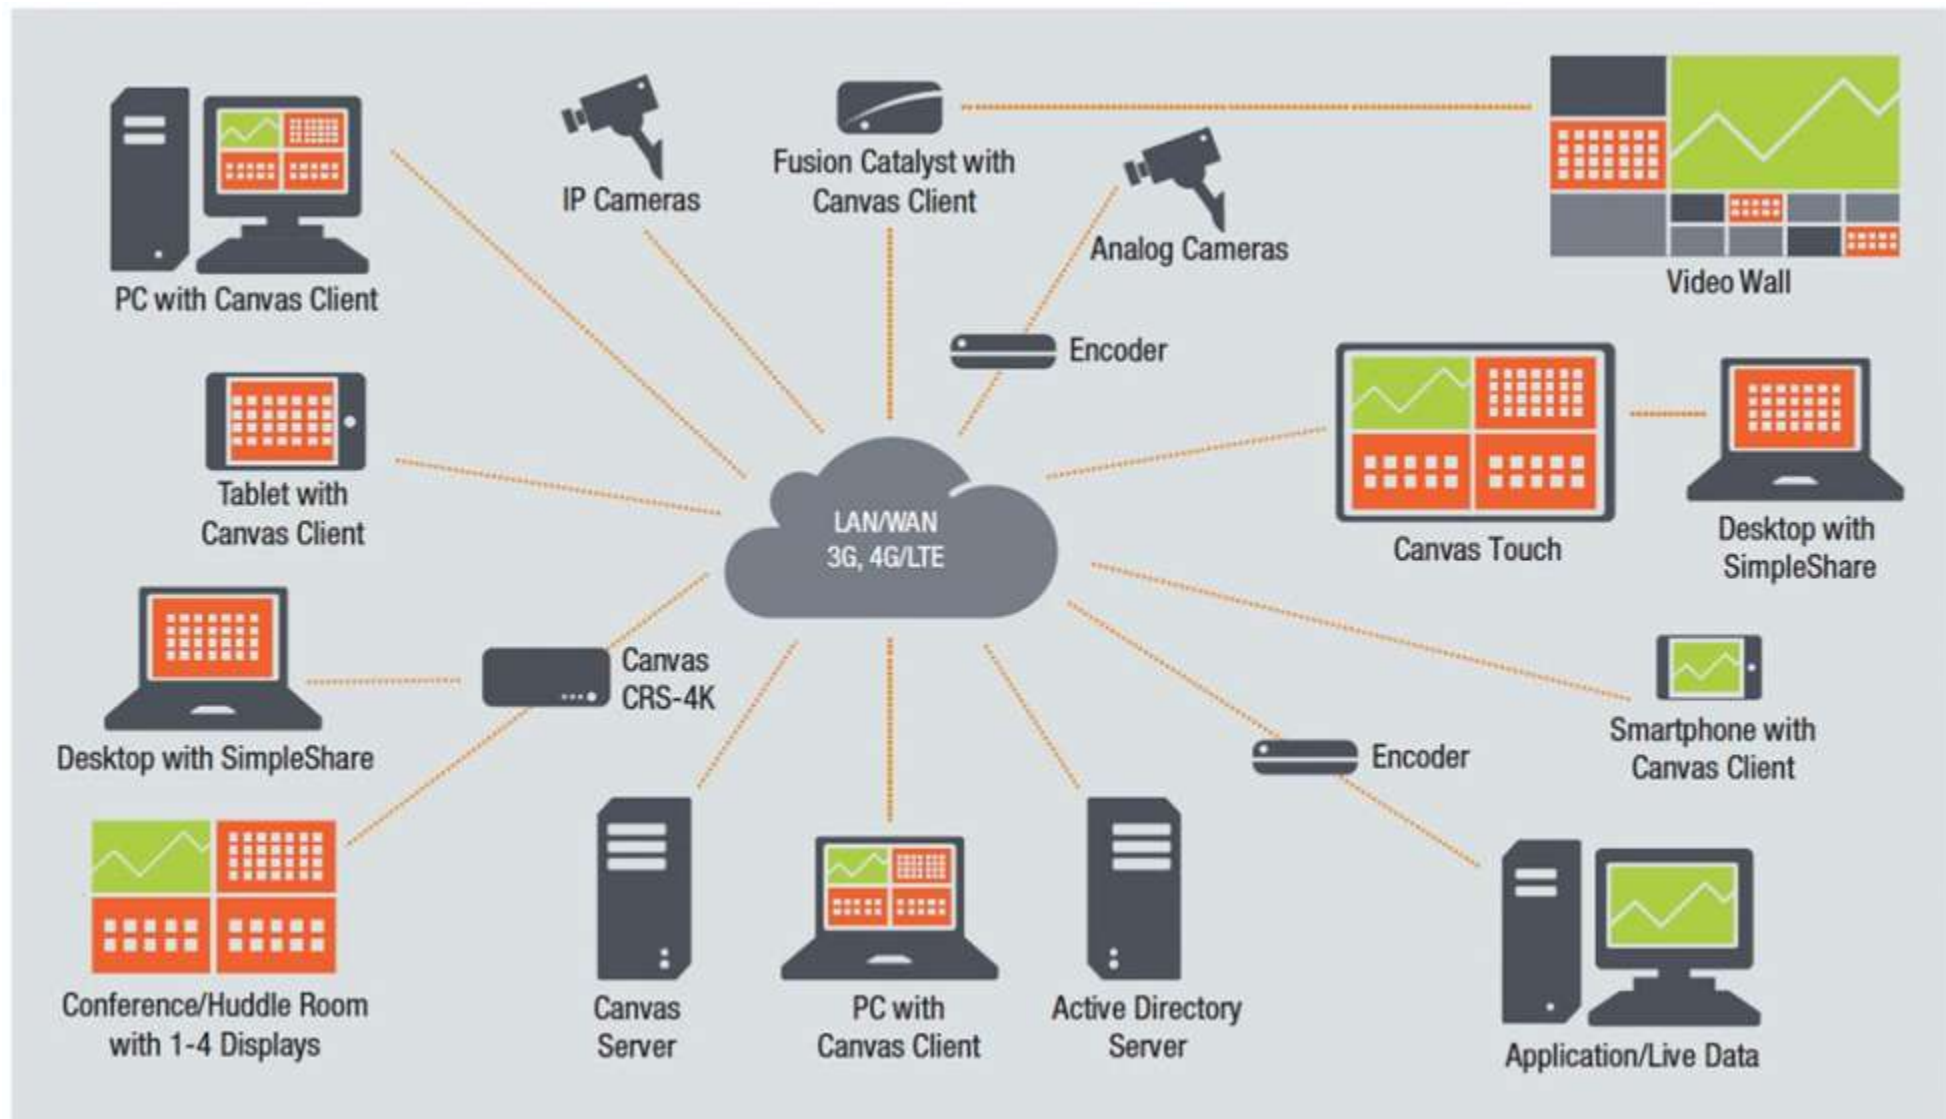 PC with Canvas Client
IP Cameras
Fusion Catalyst with
Canvas Client
Analog Cameras
Video Wall
Encoder
Tablet with
Canvas Client
LAN/WAN
3G, 4G/LTE
Canvas Touch
Desktop with
SimpleShare
Desktop with SimpleShare
Canvas
CRS-4K
Smartphone with
Canvas Client
Encoder
Conference/Huddle Room
with 1-4 Displays
Canvas
Server
PC with
Canvas Client
Active Directory
Server
Application/Live Data